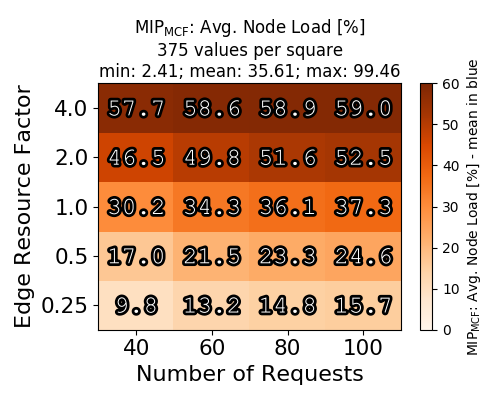 MIP_MCF: Avg. Node Load [%]
375 values per square
min: 2.41; mean: 35.61; max: 99.46
Edge Resource Factor
4.0 57.7 58.6 58.9 59.0
2.0 46.5 49.8 51.6 52.5
1.0 30.2 34.3 36.1 37.3
0.5 17.0 21.5 23.3 24.6
0.25 9.8 13.2 14.8 15.7
40 60 80 100
Number of Requests
60
50
40
30
20
10
0
MIP_MCF: Avg. Node Load [%] - mean in blue